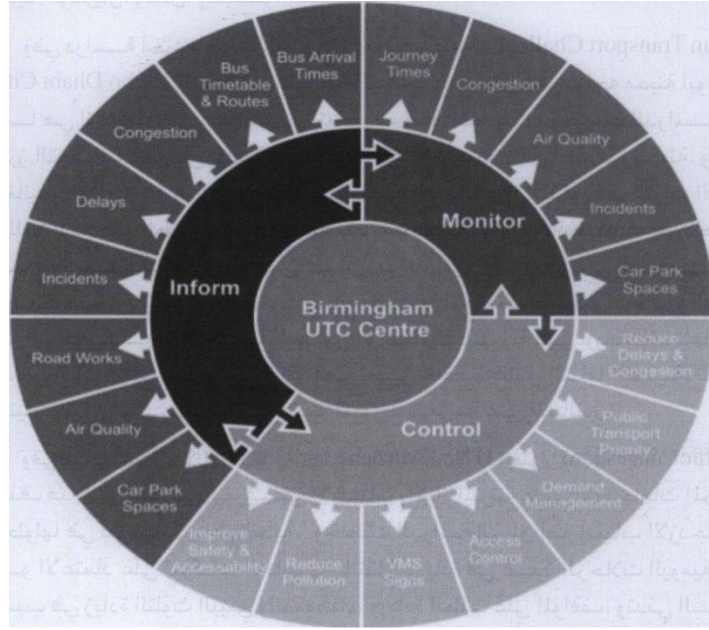 Birmingham
UTC Centre
Monitor
Control
Inform
Journey
Times
Congestion
Air Quality
Incidents
Car Park
Spaces
Reduce
Delays &
Congestion
Public
Transport
Priority
Demand
Management
Access
Control
VMS
Signs
Reduce
Pollution
Improve
Safety &
Accessability
Car Park
Spaces
Air Quality
Road Works
Incidents
Delays
Congestion
Bus
Timetable
& Routes
Bus Arrival
Times